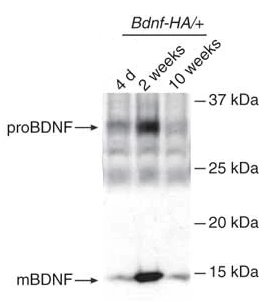 Bdnf-HA/+
4 d
2 weeks
10 weeks
37 kDa
proBDNF
25 kDa
20 kDa
15 kDa
mBDNF